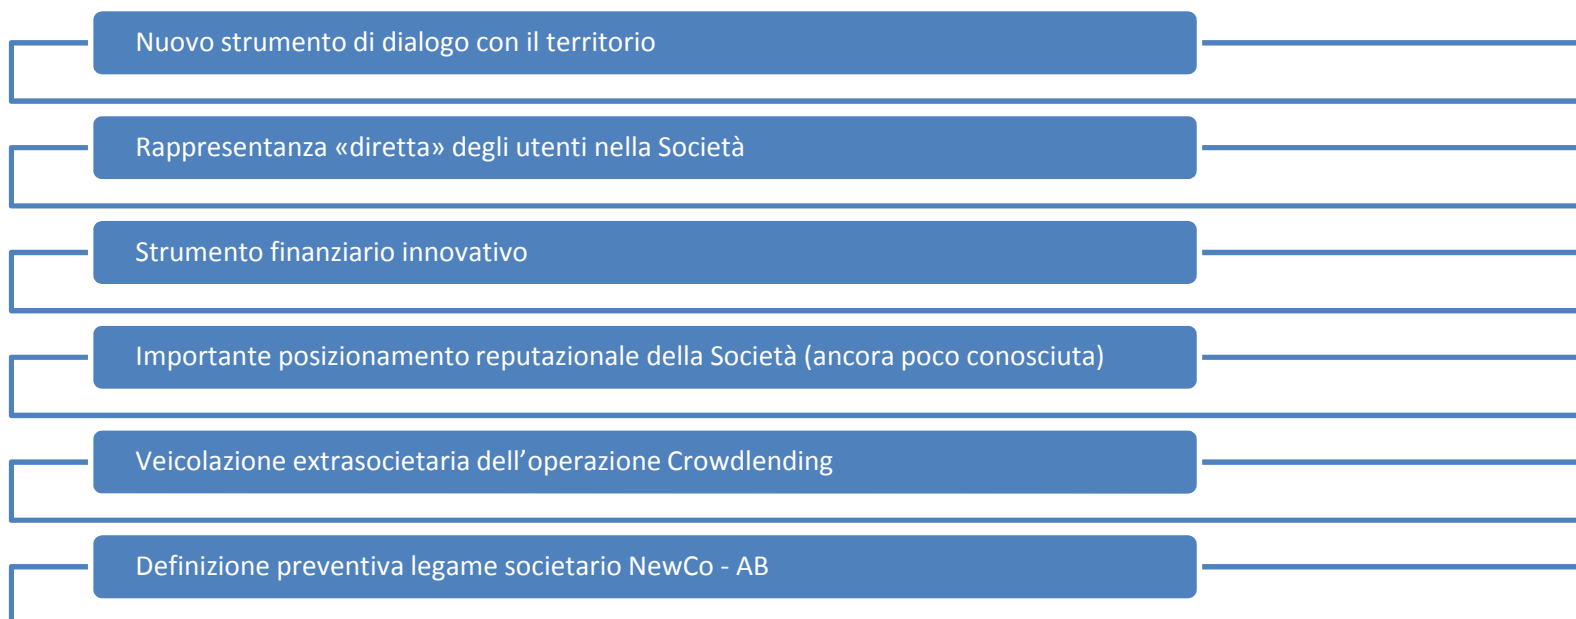 Nuovo strumento di dialogo con il territorio
Rappresentanza «diretta» degli utenti nella Società
Strumento finanziario innovativo
Importante posizionamento reputazionale della Società (ancora poco conosciuta)
Veicolazione extrasocietaria dell’operazione Crowdlending
Definizione preventiva legame societario NewCo - AB